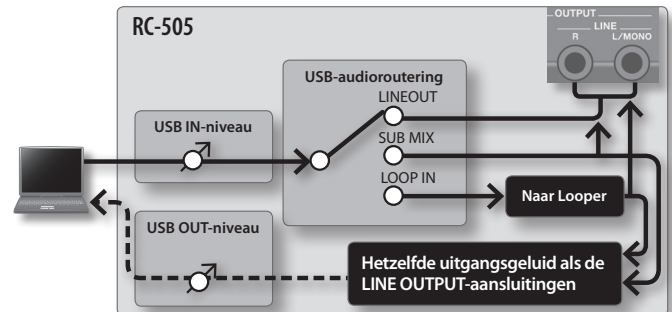 RC-505
OUTPUT
LINE
R
L/MONO
USB-audioroutering
LINEOUT
USB IN-niveau
SUB MIX
LOOP IN
Naar Looper
USB OUT-niveau
Hetzelfde uitgangsgeluid als de
LINE OUTPUT-aansluitingen